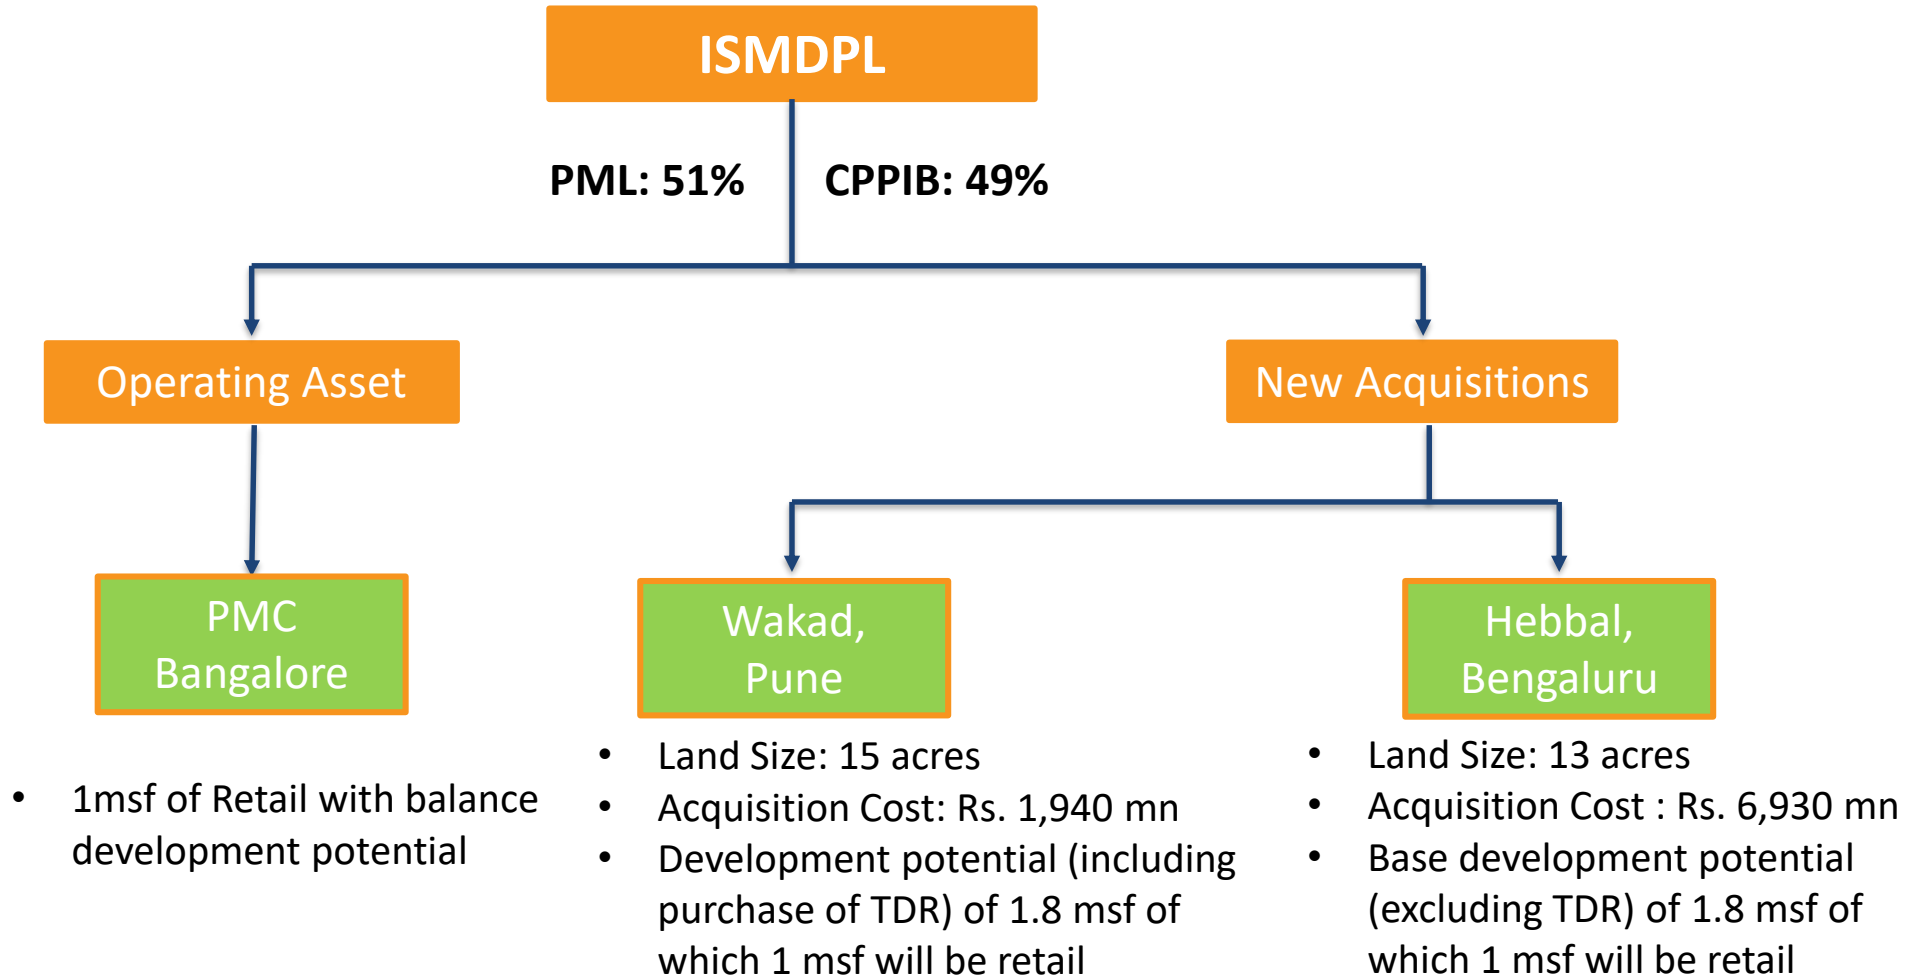 ISMDPL
PML: 51%
CPPIB: 49%
Operating Asset
New Acquisitions
PMC
Bangalore
Wakad,
Pune
Hebbal,
Bengaluru
• 1msf of Retail with balance
development potential
• Land Size: 15 acres
• Acquisition Cost: Rs. 1,940 mn
• Development potential (including
purchase of TDR) of 1.8 msf of
which 1 msf will be retail
• Land Size: 13 acres
• Acquisition Cost : Rs. 6,930 mn
• Base development potential
(excluding TDR) of 1.8 msf of
which 1 msf will be retail